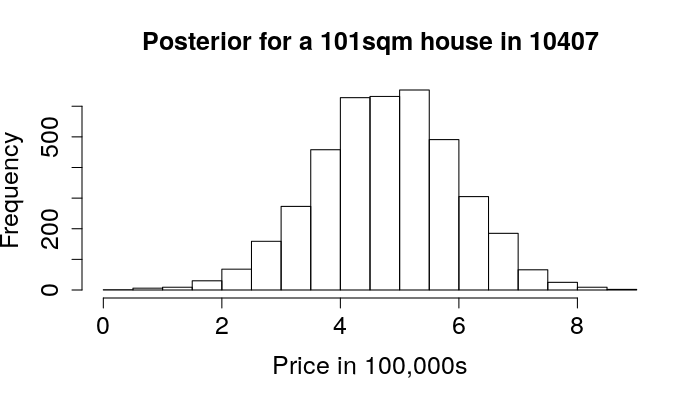 Posterior for a 101sqm house in 10407
Frequency
500
200
0
0 2 4 6 8
Price in 100,000s